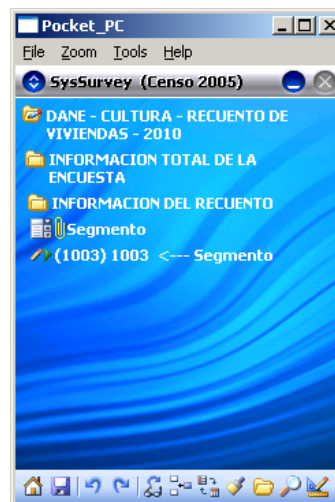 Pocket_PC
File Zoom Tools Help
SysSurvey (Censo 2005)
DANE - CULTURA - RECUENTO DE
VIVIENDAS - 2010
INFORMACION TOTAL DE LA
ENCUESTA
INFORMACION DEL RECUENTO
Segmento
(1003) 1003 <--- Segmento